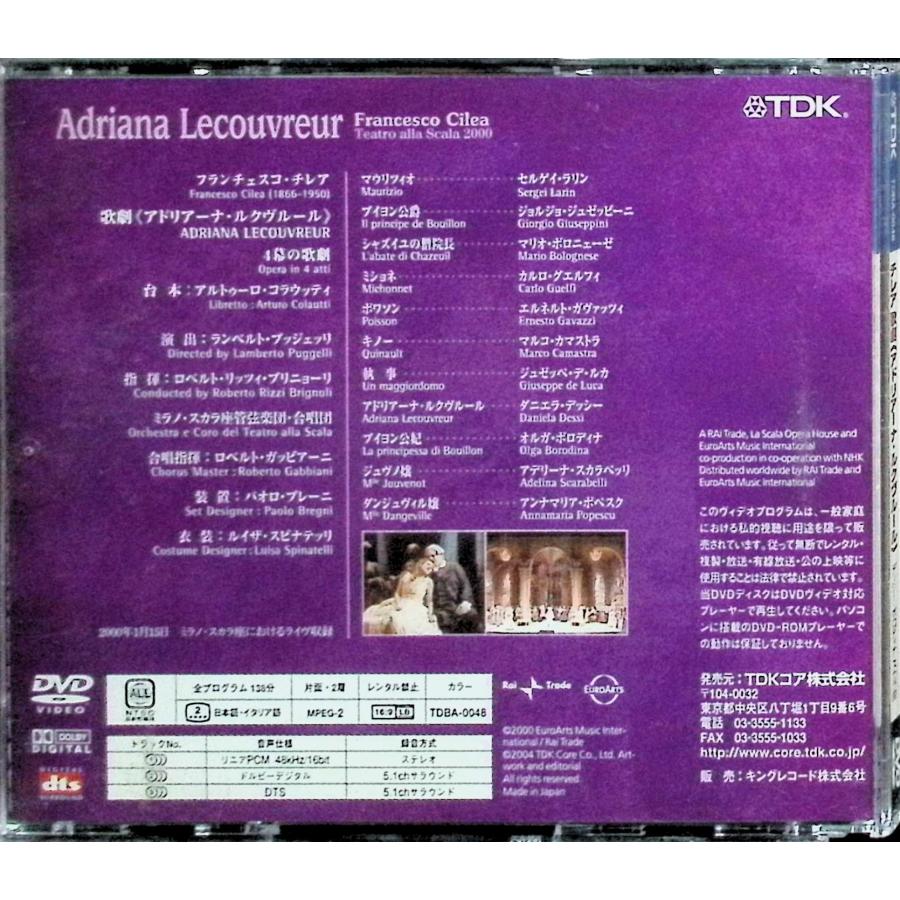 Adriana Lecouvreur Francesco Cilea
Teatro alla Scala 2000
TDK
フランチェスコ・チレア
Francesco Cilea (1866-1950)
歌劇《アドリアーナ・ルクヴルール》
ADRIANA LECOUVREUR
4幕の歌劇
Opera in 4 atti
台 本：アルトゥーロ・コラウッティ
Libretto : Arturo Colautti
演 出：ランベルト・プッジェッリ
Directed by Lamberto Puggelli
指 揮：ロベルト・リッツィ・ブリニョーリ
Conducted by Roberto Rizzi Brignoli
ミラノ・スカラ座管弦楽団・合唱団
Orchestra e Coro del Teatro alla Scala
合唱指揮：ロベルト・ガッビアーニ
Chorus Master : Roberto Gabbiani
装 置：パオロ・ブレーニ
Set Designer : Paolo Bregni
衣 装：ルイザ・スピナテッリ
Costume Designer : Luisa Spinatelli
2000年1月15日 ミラノ・スカラ座におけるライヴ収録
マウリツィオ セルゲイ・ラリン
Maurizio Sergei Larin
ブイヨン公爵 ジョルジョ・ジュゼッピーニ
Il principe de Bouillon Giorgio Giuseppini
シャズイユの僧院長 マリオ・ボロニェーゼ
L'abate di Chazeuil Mario Bolognese
ミショネ カルロ・グエルフィ
Michonnet Carlo Guelfi
ポワソン エルネルト・ガヴァッツィ
Poisson Ernesto Gavazzi
キノー マルコ・カマストラ
Quinault Marco Camastra
執 事 ジュゼッペ・デ・ルカ
Un maggiordomo Giuseppe de Luca
アドリアーナ・ルクヴルール ダニエラ・デッシー
Adriana Lecouvreur Daniela Dessì
ブイヨン公妃 オルガ・ボロディナ
La principessa di Bouillon Olga Borodina
ジュヴノ嬢 アデリーナ・スカラベッリ
Mlle Jouvenot Adelina Scarabelli
ダンジュヴィル嬢 アンナマリア・ポペスク
Mlle Dangeville Annamaria Popescu
A RAI Trade, La Scala Opera House and
EuroArts Music International
co-production in co-operation with NHK
Distributed worldwide by RAI Trade and
EuroArts Music International
このヴィデオプログラムは、一般家庭
における私的視聴に用途を限って販
売されています。従って無断でレンタル・
複製・放送・有線放送・公の上映等に
使用することは法律で禁止されています。
当DVDディスクはDVDヴィデオ対応
プレーヤーで再生してください。パソコ
ンに搭載のDVD-ROMプレーヤーで
の動作は保証しておりません。
発売元：TDKコア株式会社
〒104-0032
東京都中央区八丁堀1丁目9番6号
電話 03-3555-1133
FAX 03-3555-1033
http://www.core.tdk.co.jp/
販 売：キングレコード株式会社
DVD
VIDEO
DOLBY
DIGITAL
DIGITAL
dts
SURROUND
ALL
NTSC
全プログラム 138分 片面・2層 レンタル禁止 カラー
2 日本語・イタリア語 MPEG-2 16:9 LB TDBA-0048
トラックNo. 音声仕様 録音方式
リニアPCM 48kHz/16bit ステレオ
ドルビーデジタル 5.1chサラウンド
DTS 5.1chサラウンド
Rai Trade
EUROARTS
©2000 EuroArts Music Inter-
national / Rai Trade
©2004 TDK Core Co., Ltd. Art-
work and editorial
All rights reserved.
Made in Japan
TDK